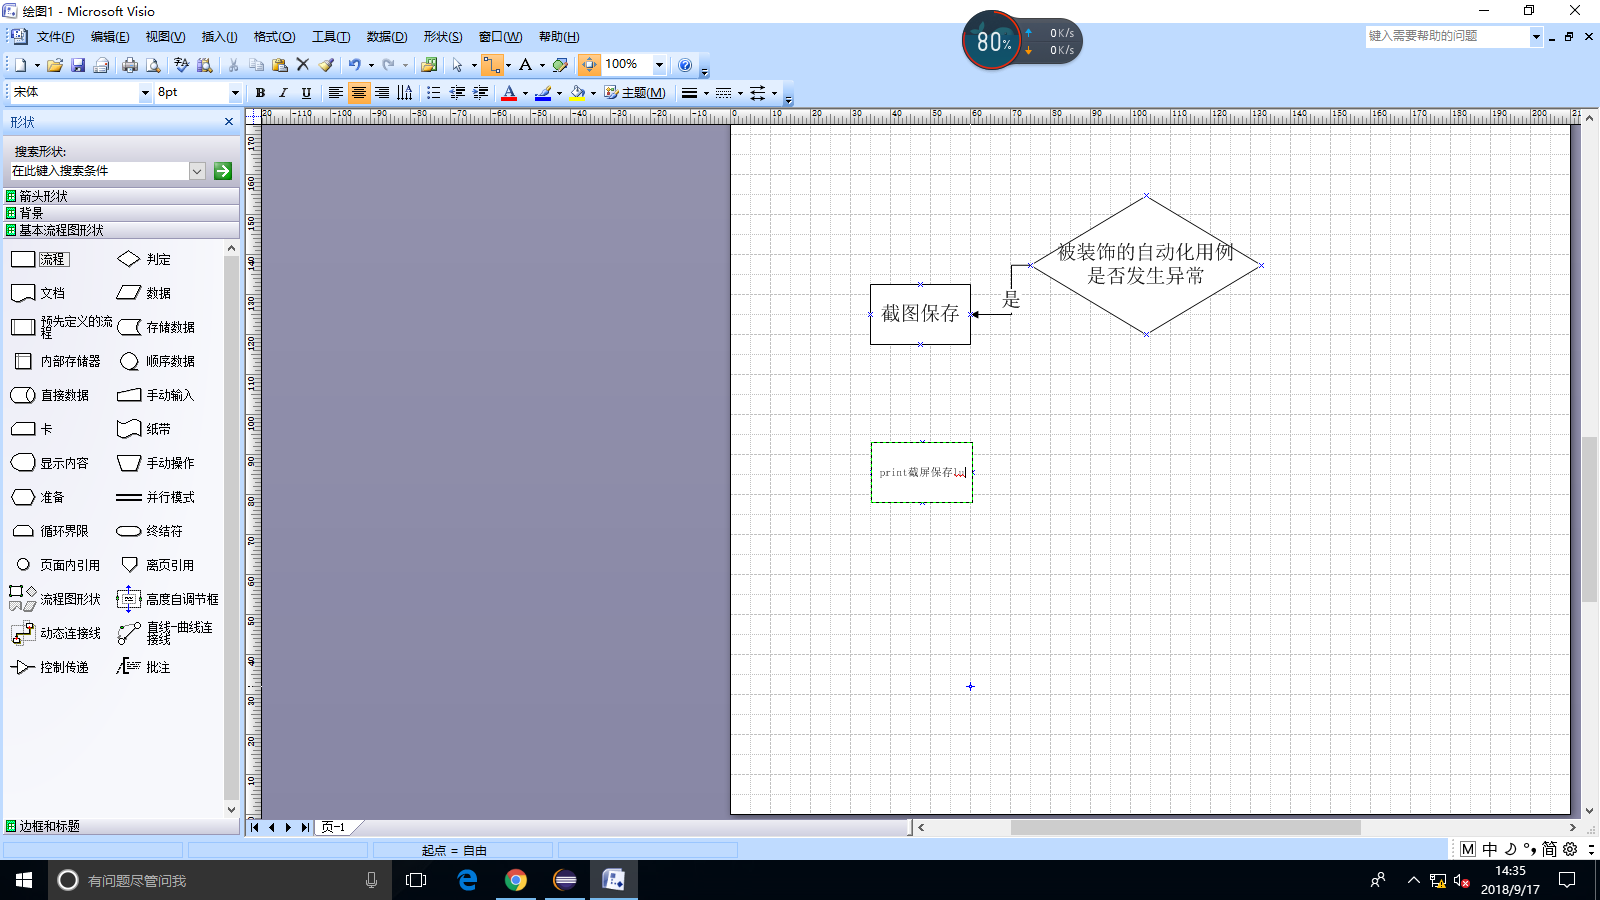 绘图1 - Microsoft Visio
文件(F) 编辑(E) 视图(V) 插入(I) 格式(O) 工具(T) 数据(D) 形状(S) 窗口(W) 帮助(H)
键入需要帮助的问题
80%
0K/s
0K/s
100%
宋体 8pt
主题(M)
形状
搜索形状:
在此键入搜索条件
箭头形状
背景
基本流程图形状
流程 判定
文档 数据
预先定义的流程 存储数据
内部存储器 顺序数据
直接数据 手动输入
卡 纸带
显示内容 手动操作
准备 并行模式
循环界限 终结符
页面内引用 离页引用
流程图形状 高度自调节框
动态连接线 直线-曲线连接线
控制传递 批注
边框和标题
被装饰的自动化用例
是否发生异常
是
截图保存
print截屏保存lu
页-1
起点 = 自由
M 中 简
有问题尽管问我
14:35
2018/9/17